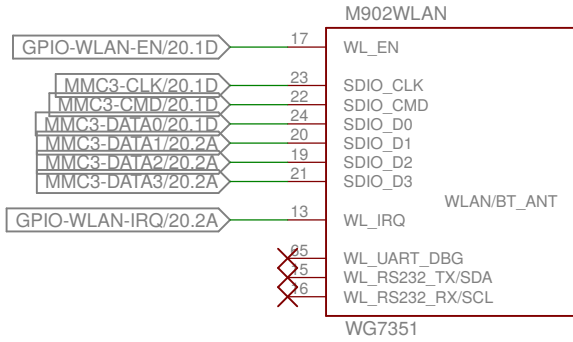 M902WLAN
GPIO-WLAN-EN/20.1D 17 WL_EN
MMC3-CLK/20.1D 23 SDIO_CLK
MMC3-CMD/20.1D 22 SDIO_CMD
MMC3-DATA0/20.1D 24 SDIO_D0
MMC3-DATA1/20.2A 20 SDIO_D1
MMC3-DATA2/20.2A 19 SDIO_D2
MMC3-DATA3/20.2A 21 SDIO_D3
WLAN/BT_ANT
GPIO-WLAN-IRQ/20.2A 13 WL_IRQ
65 WL_UART_DBG
15 WL_RS232_TX/SDA
16 WL_RS232_RX/SCL
WG7351